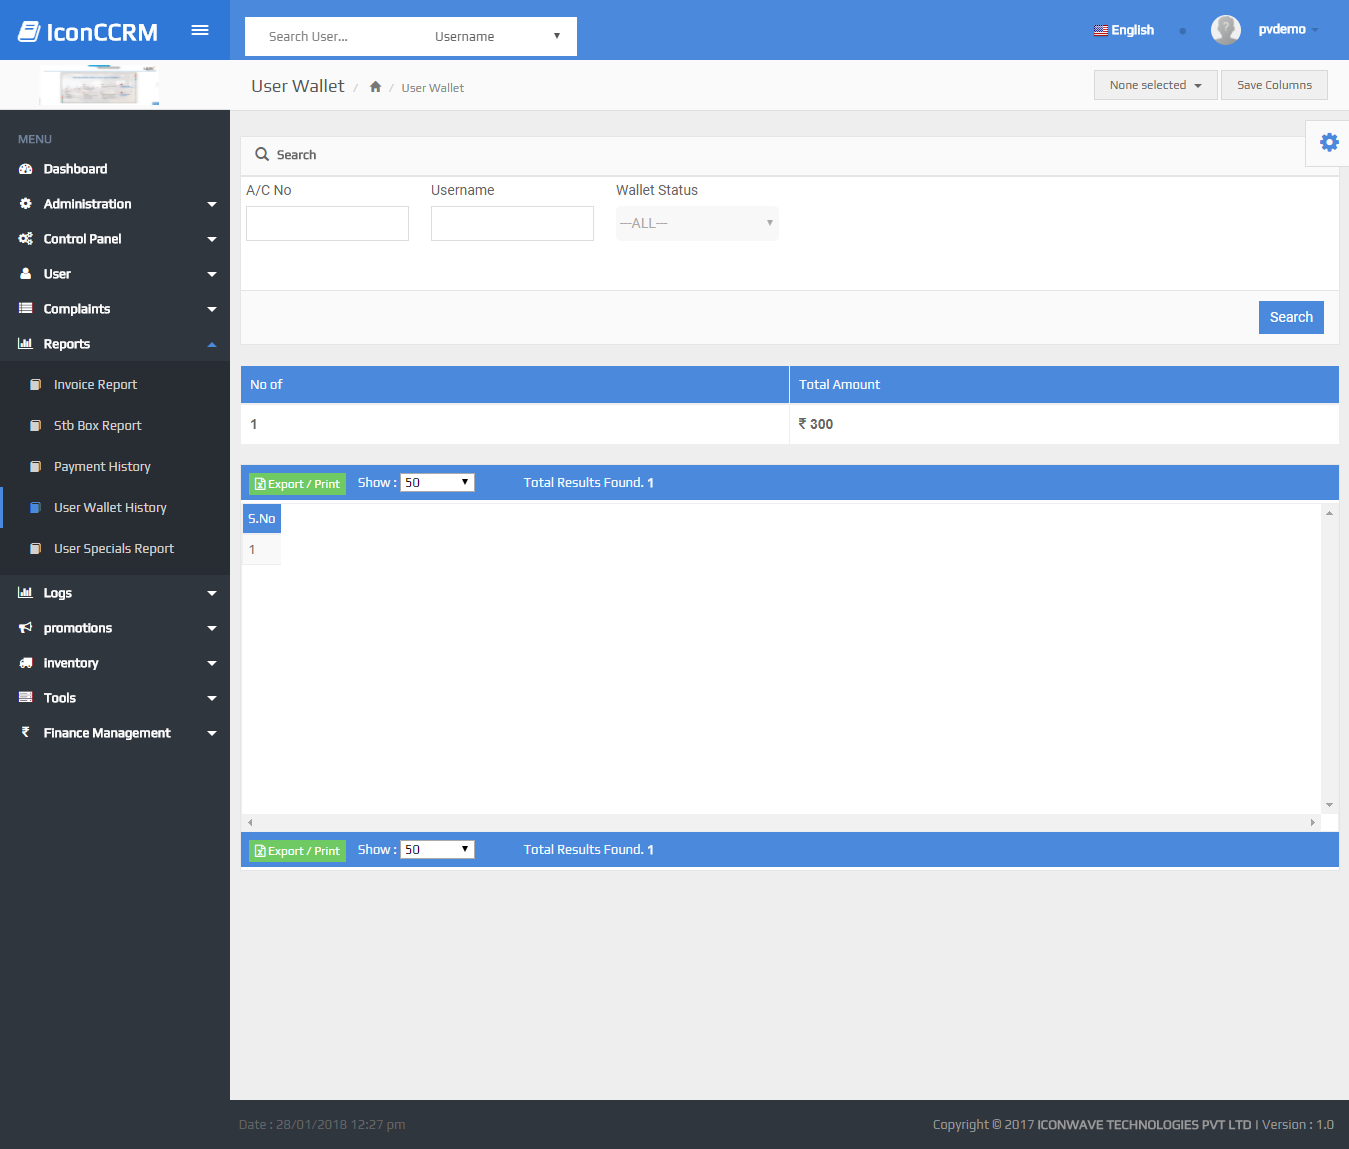 IconCCRM
Search User...
Username
English
pvdemo
User Wallet / / User Wallet
None selected
Save Columns
MENU
Dashboard
Administration
Control Panel
User
Complaints
Reports
Invoice Report
Stb Box Report
Payment History
User Wallet History
User Specials Report
Logs
promotions
inventory
Tools
Finance Management
Search
A/C No
Username
Wallet Status
---ALL---
Search
No of
Total Amount
1
₹ 300
Export / Print
Show : 50
Total Results Found. 1
S.No
1
Export / Print
Show : 50
Total Results Found. 1
Date : 28/01/2018 12:27 pm
Copyright © 2017 ICONWAVE TECHNOLOGIES PVT LTD | Version : 1.0